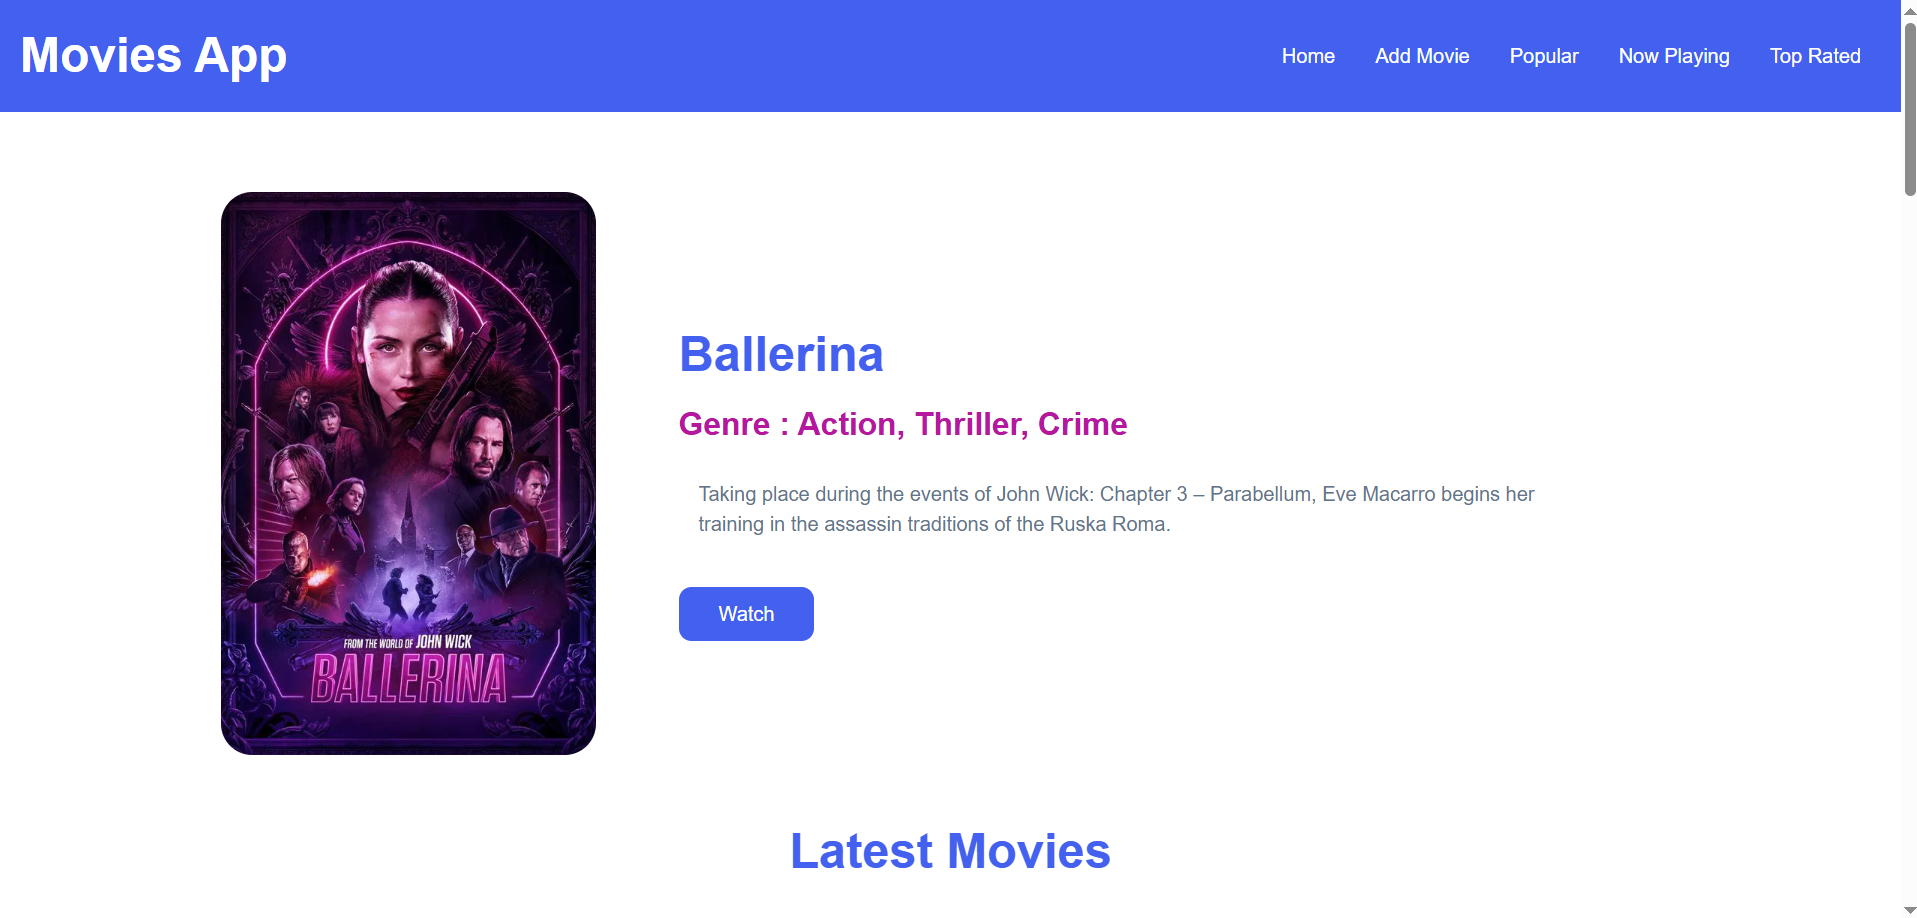 Movies App
Home
Add Movie
Popular
Now Playing
Top Rated
FROM THE WORLD OF JOHN WICK
BALLERINA
Ballerina
Genre : Action, Thriller, Crime
Taking place during the events of John Wick: Chapter 3 – Parabellum, Eve Macarro begins her
training in the assassin traditions of the Ruska Roma.
Watch
Latest Movies